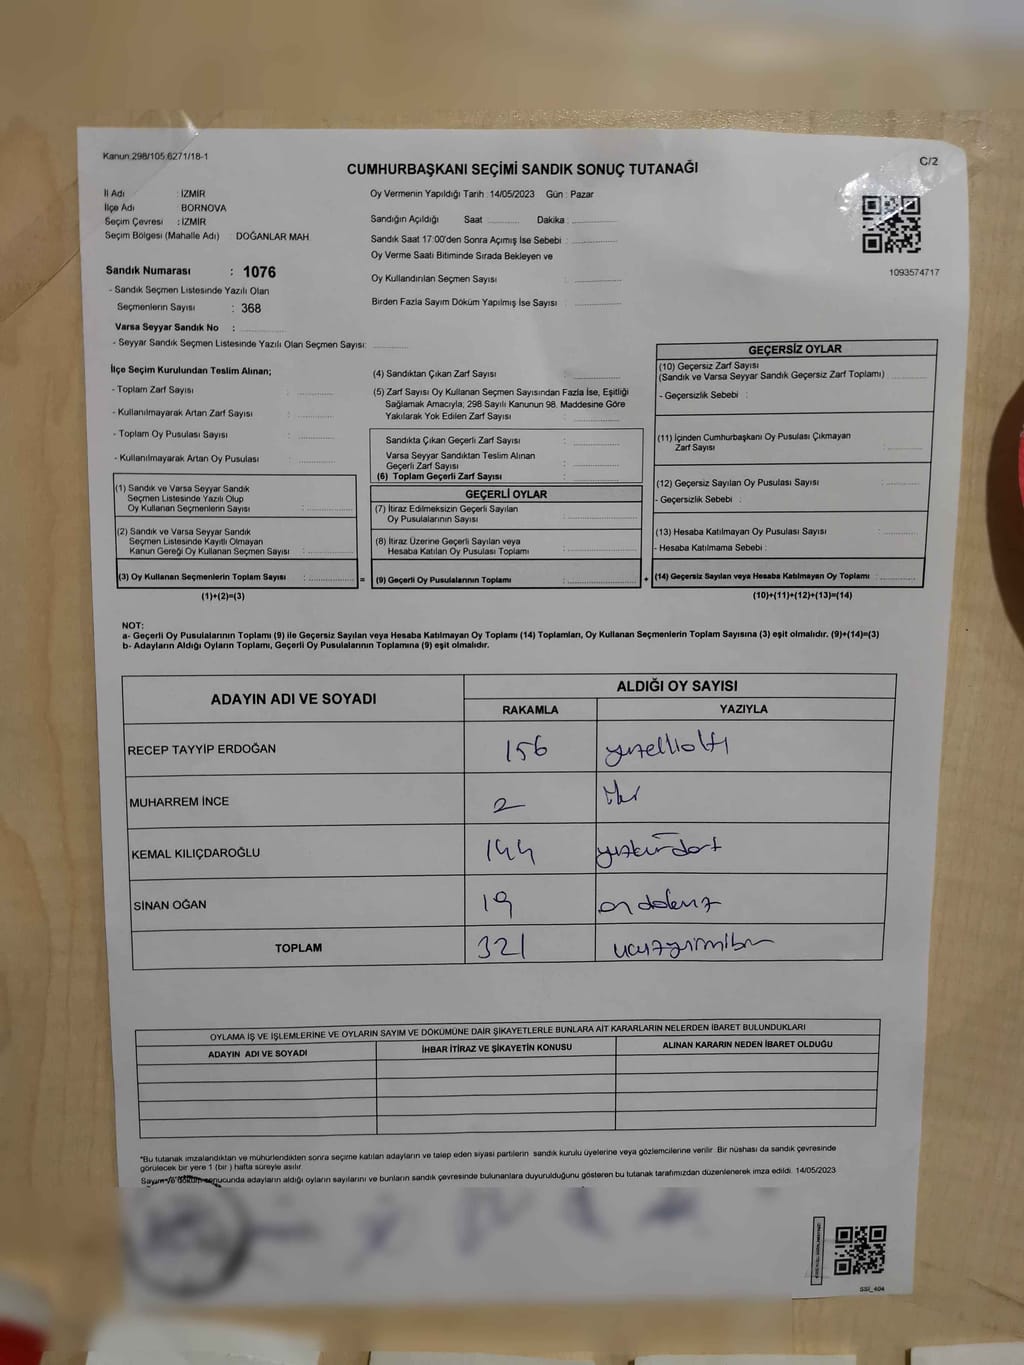 Kanun.298/105.6271/18-1
C/2
CUMHURBAŞKANI SEÇİMİ SANDIK SONUÇ TUTANAĞI
İl Adı : İZMİR
İlçe Adı : BORNOVA
Seçim Çevresi : İZMİR
Seçim Bölgesi (Mahalle Adı) : DOĞANLAR MAH.
Sandık Numarası : 1076
- Sandık Seçmen Listesinde Yazılı Olan
Seçmenlerin Sayısı : 368
Varsa Seyyar Sandık No :
- Seyyar Sandık Seçmen Listesinde Yazılı Olan Seçmen Sayısı:
Oy Vermenin Yapıldığı Tarih : 14/05/2023 Gün : Pazar
Sandığın Açıldığı Saat Dakika :
Sandık Saat 17:00'den Sonra Açımış İse Sebebi :
Oy Verme Saati Bitiminde Sırada Bekleyen ve
Oy Kullandırılan Seçmen Sayısı :
Birden Fazla Sayım Döküm Yapılmış İse Sayısı :
1093574717
İlçe Seçim Kurulundan Teslim Alınan;
- Toplam Zarf Sayısı :
- Kullanılmayarak Artan Zarf Sayısı :
- Toplam Oy Pusulası Sayısı :
- Kullanılmayarak Artan Oy Pusulası :
(1) Sandık ve Varsa Seyyar Sandık
Seçmen Listesinde Yazılı Olup
Oy Kullanan Seçmenlerin Sayısı :
(2) Sandık ve Varsa Seyyar Sandık
Seçmen Listesinde Kayıtlı Olmayan
Kanun Gereği Oy Kullanan Seçmen Sayısı :
(3) Oy Kullanan Seçmenlerin Toplam Sayısı :
(1)+(2)=(3)
=
(4) Sandıktan Çıkan Zarf Sayısı :
(5) Zarf Sayısı Oy Kullanan Seçmen Sayısından Fazla İse, Eşitliği
Sağlamak Amacıyla; 298 Sayılı Kanunun 98. Maddesine Göre
Yakılarak Yok Edilen Zarf Sayısı :
Sandıkta Çıkan Geçerli Zarf Sayısı :
Varsa Seyyar Sandıktan Teslim Alınan
Geçerli Zarf Sayısı :
(6) Toplam Geçerli Zarf Sayısı :
GEÇERLİ OYLAR
(7) İtiraz Edilmeksizin Geçerli Sayılan
Oy Pusulalarının Sayısı :
(8) İtiraz Üzerine Geçerli Sayılan veya
Hesaba Katılan Oy Pusulası Toplamı :
(9) Geçerli Oy Pusulalarının Toplamı :
+
GEÇERSİZ OYLAR
(10) Geçersiz Zarf Sayısı
(Sandık ve Varsa Seyyar Sandık Geçersiz Zarf Toplamı)
- Geçersizlik Sebebi :
(11) İçinden Cumhurbaşkanı Oy Pusulası Çıkmayan
Zarf Sayısı :
(12) Geçersiz Sayılan Oy Pusulası Sayısı :
- Geçersizlik Sebebi :
(13) Hesaba Katılmayan Oy Pusulası Sayısı :
- Hesaba Katılmama Sebebi :
(14) Geçersiz Sayılan veya Hesaba Katılmayan Oy Toplamı :
(10)+(11)+(12)+(13)=(14)
NOT:
a- Geçerli Oy Pusulalarının Toplamı (9) ile Geçersiz Sayılan veya Hesaba Katılmayan Oy Toplamı (14) Toplamları, Oy Kullanan Seçmenlerin Toplam Sayısına (3) eşit olmalıdır. (9)+(14)=(3)
b- Adayların Aldığı Oyların Toplamı, Geçerli Oy Pusulalarının Toplamına (9) eşit olmalıdır.
ADAYIN ADI VE SOYADI
ALDIĞI OY SAYISI
RAKAMLA YAZIYLA
RECEP TAYYİP ERDOĞAN 156 yüzellialtı
MUHARREM İNCE 2 iki
KEMAL KILIÇDAROĞLU 144 yüzkırkdört
SİNAN OĞAN 19 ondokuz
TOPLAM 321 üçyüzyirmibir
OYLAMA İŞ VE İŞLEMLERİNE VE OYLARIN SAYIM VE DÖKÜMÜNE DAİR ŞİKAYETLERLE BUNLARA AİT KARARLARIN NELERDEN İBARET BULUNDUKLARI
ADAYIN ADI VE SOYADI İHBAR İTİRAZ VE ŞİKAYETİN KONUSU ALINAN KARARIN NEDEN İBARET OLDUĞU
*Bu tutanak imzalandıktan ve mühürlendikten sonra seçime katılan adayların ve talep eden siyasi partilerin sandık kurulu üyelerine veya gözlemcilerine verilir. Bir nüshası da sandık çevresinde
görülecek bir yere 1 (bir ) hafta süreyle asılır.
Sayım ve döküm sonucunda adayların aldığı oyların sayılarını ve bunların sandık çevresinde bulunanlara duyurulduğunu gösteren bu tutanak tarafımızdan düzenlenerek imza edildi. 14/05/2023
SSİ_404